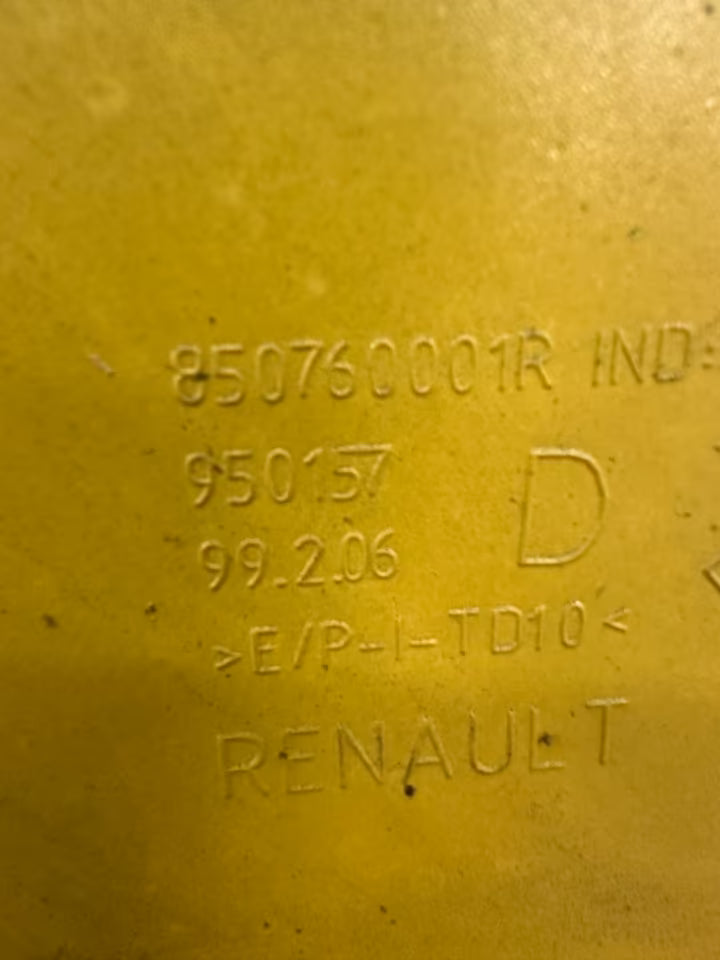 850760001R IND:
950157
D
99.2.06
>E/P-I-TD10<
RENAULT